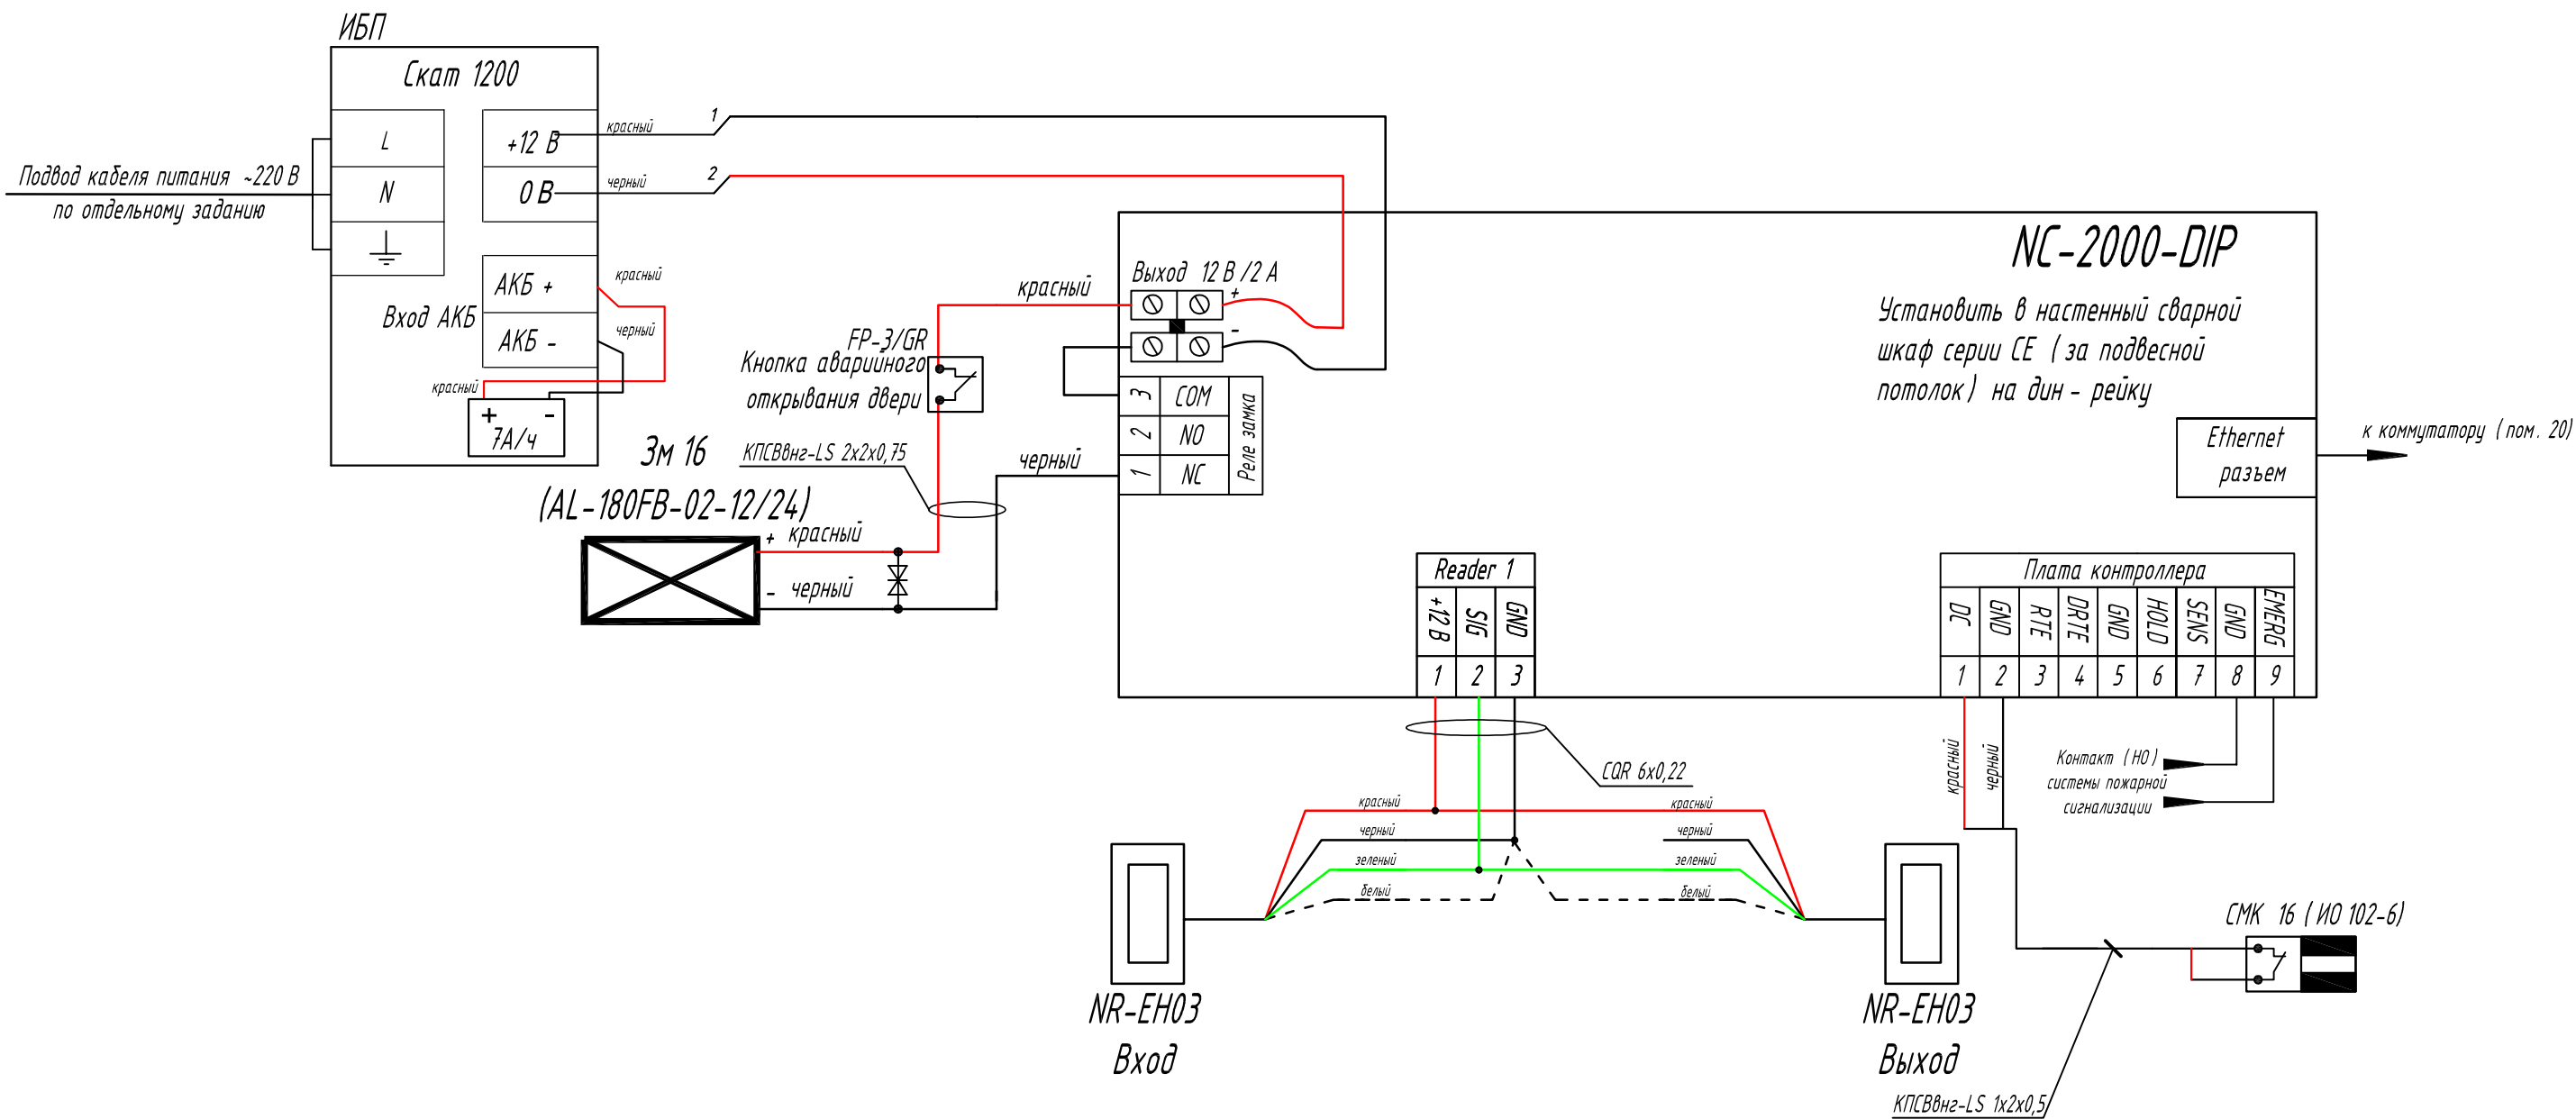 ИБП
Скат 1200
L
N
+12 В
0 В
красный
1
черный
2
Подвод кабеля питания ~220 В
по отдельному заданию
Вход АКБ
АКБ +
АКБ -
красный
черный
красный
+ -
7А/ч
Зм 16
(AL-180FB-02-12/24)
+ красный
- черный
КПСВВнг-LS 2х2х0,75
FP-3/GR
Кнопка аварийного
открывания двери
красный
черный
Выход 12 В /2 А
+
-
3 COM
2 NO
1 NC
Реле замка
NC-2000-DIP
Установить в настенный сварной
шкаф серии СЕ (за подвесной
потолок) на дин - рейку
Ethernet
разъем
к коммутатору (пом. 20)
Reader 1
+12 В SIG GND
1 2 3
Плата контроллера
DC GND RTE DRTE GND HOLD SENS GND EMERG
1 2 3 4 5 6 7 8 9
CQR 6х0,22
красный
черный
зеленый
белый
красный
черный
зеленый
белый
красный
черный
Контакт (НО)
системы пожарной
сигнализации
NR-EH03
Вход
NR-EH03
Выход
СМК 16 (ИО 102-6)
КПСВВнг-LS 1х2х0,5